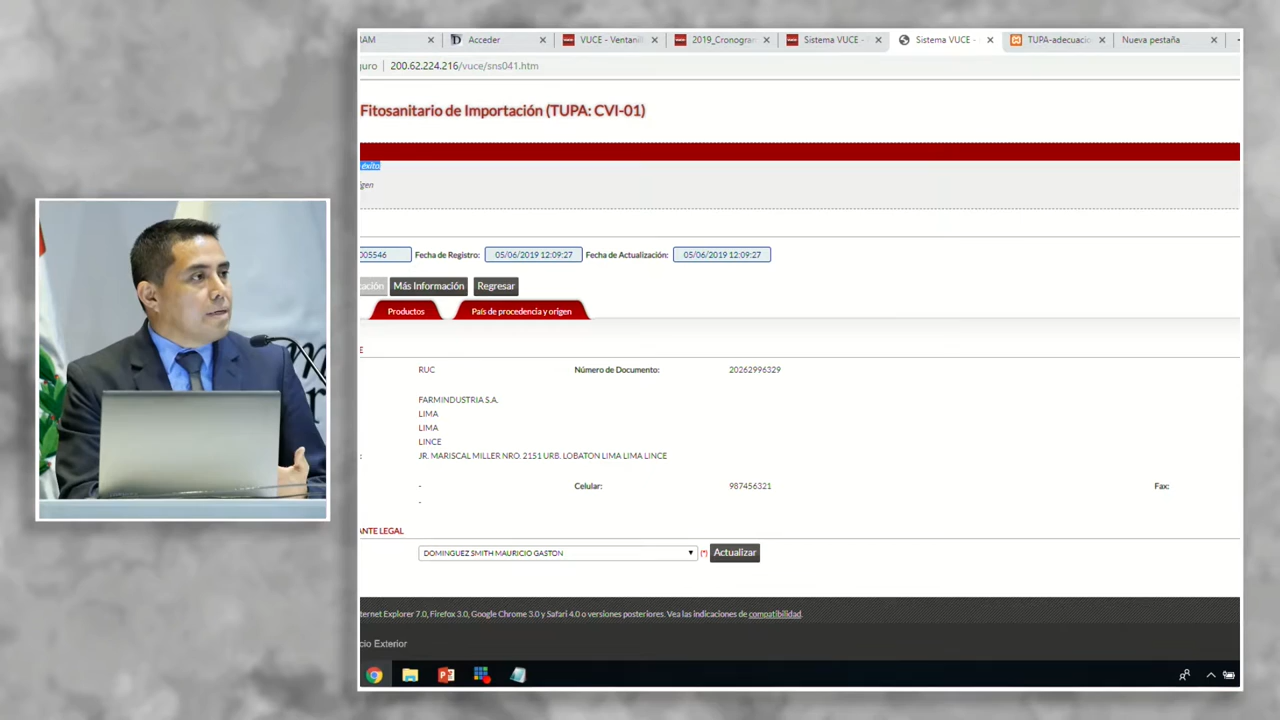 Acceder
VUCE - Ventanil
2019_Cronogran
Sistema VUCE -
Sistema VUCE -
TUPA-adecuacio
Nueva pestaña
200.62.224.216/vuce/sns041.htm
Fitosanitario de Importación (TUPA: CVI-01)
éxito
005546
Fecha de Registro:
05/06/2019 12:09:27
Fecha de Actualización:
05/06/2019 12:09:27
Más Información
Regresar
Productos
País de procedencia y origen
RUC
Número de Documento:
20262996329
FARMINDUSTRIA S.A.
LIMA
LIMA
LINCE
JR. MARISCAL MILLER NRO. 2151 URB. LOBATON LIMA LIMA LINCE
-
Celular:
987456321
Fax:
-
ANTE LEGAL
DOMINGUEZ SMITH MAURICIO GASTON
(*)
Actualizar
ternet Explorer 7.0, Firefox 3.0, Google Chrome 3.0 y Safari 4.0 o versiones posteriores. Vea las indicaciones de compatibilidad.
cio Exterior